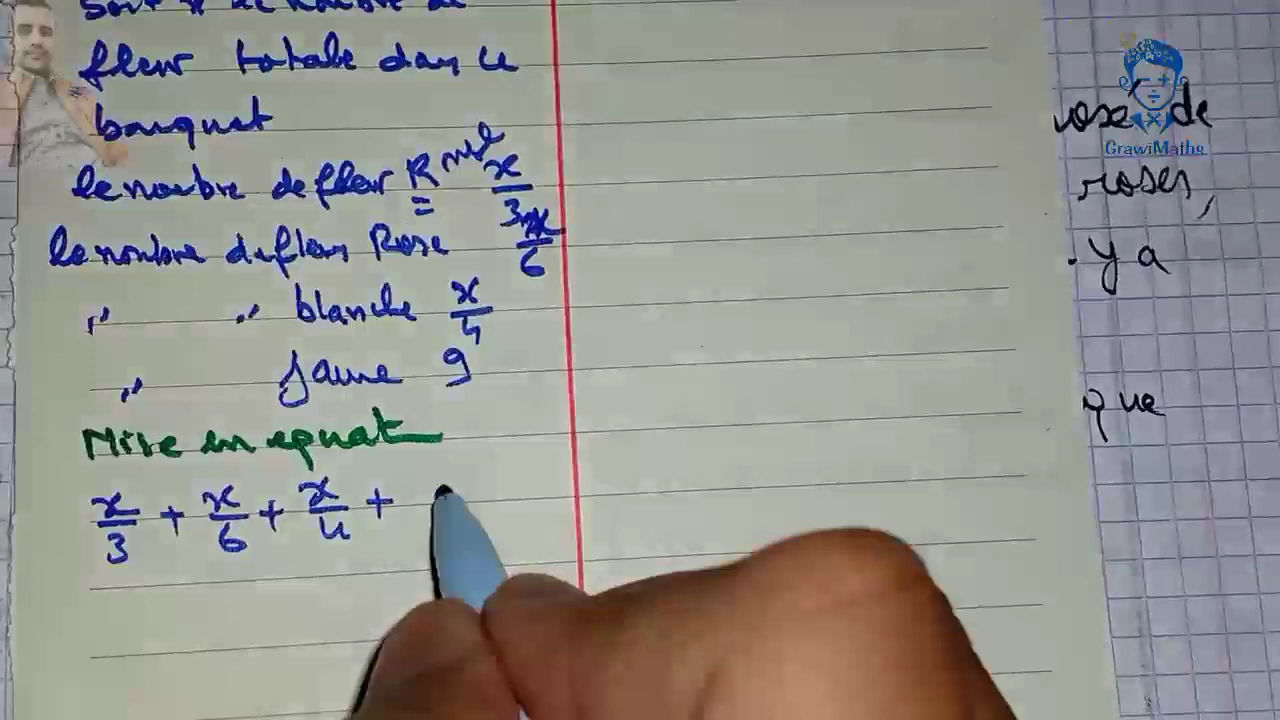 fleur totale dans le
bouquet
le nombre de fleur R x/3
le nombre de fleur Rose x/6
" " blanche x/4
" jaune 9
Mise en equat
x/3 + x/6 + x/4 +
de
roses,
. y a
que
GrawiMaths